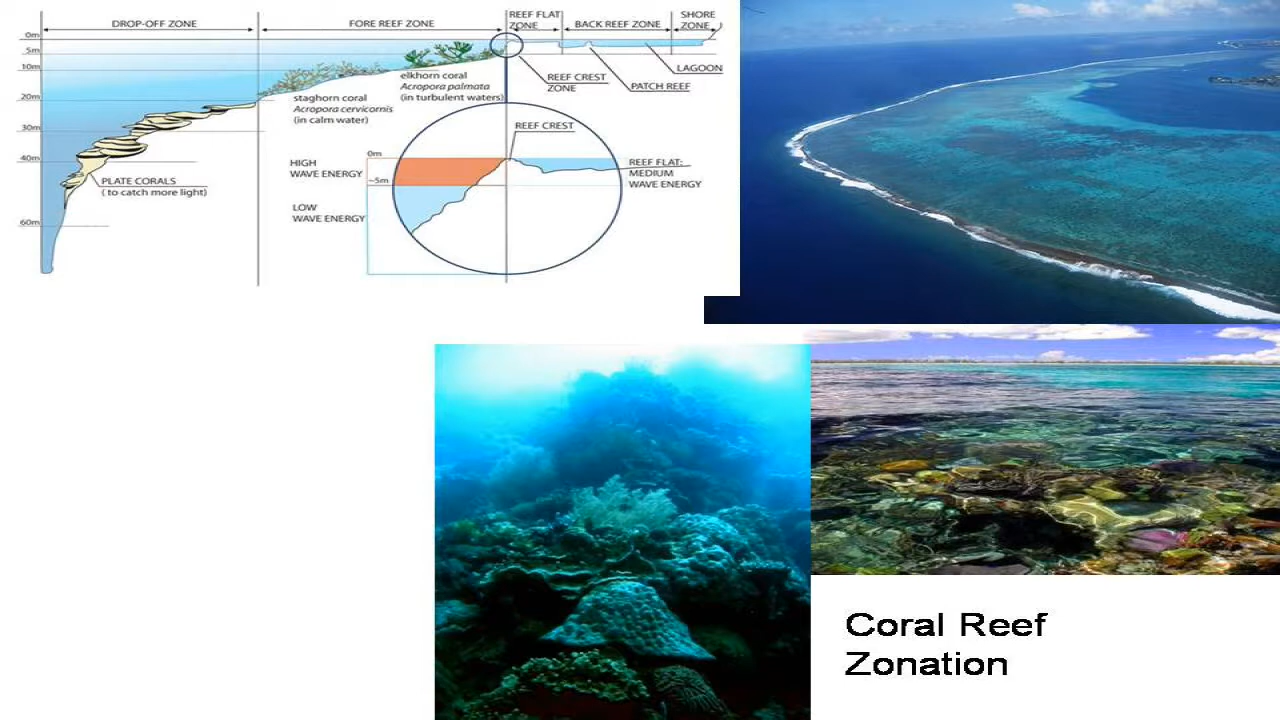 DROP-OFF ZONE
FORE REEF ZONE
REEF FLAT
ZONE
BACK REEF ZONE
SHORE
ZONE
0m
5m
10m
20m
30m
40m
60m
elkhorn coral
Acropora palmata
(in turbulent waters)
staghorn coral
Acropora cervicornis
(in calm water)
REEF CREST
ZONE
PATCH REEF
LAGOON
PLATE CORALS
( to catch more light)
REEF CREST
0m
~5m
HIGH
WAVE ENERGY
LOW
WAVE ENERGY
REEF FLAT:
MEDIUM
WAVE ENERGY
Coral Reef
Zonation